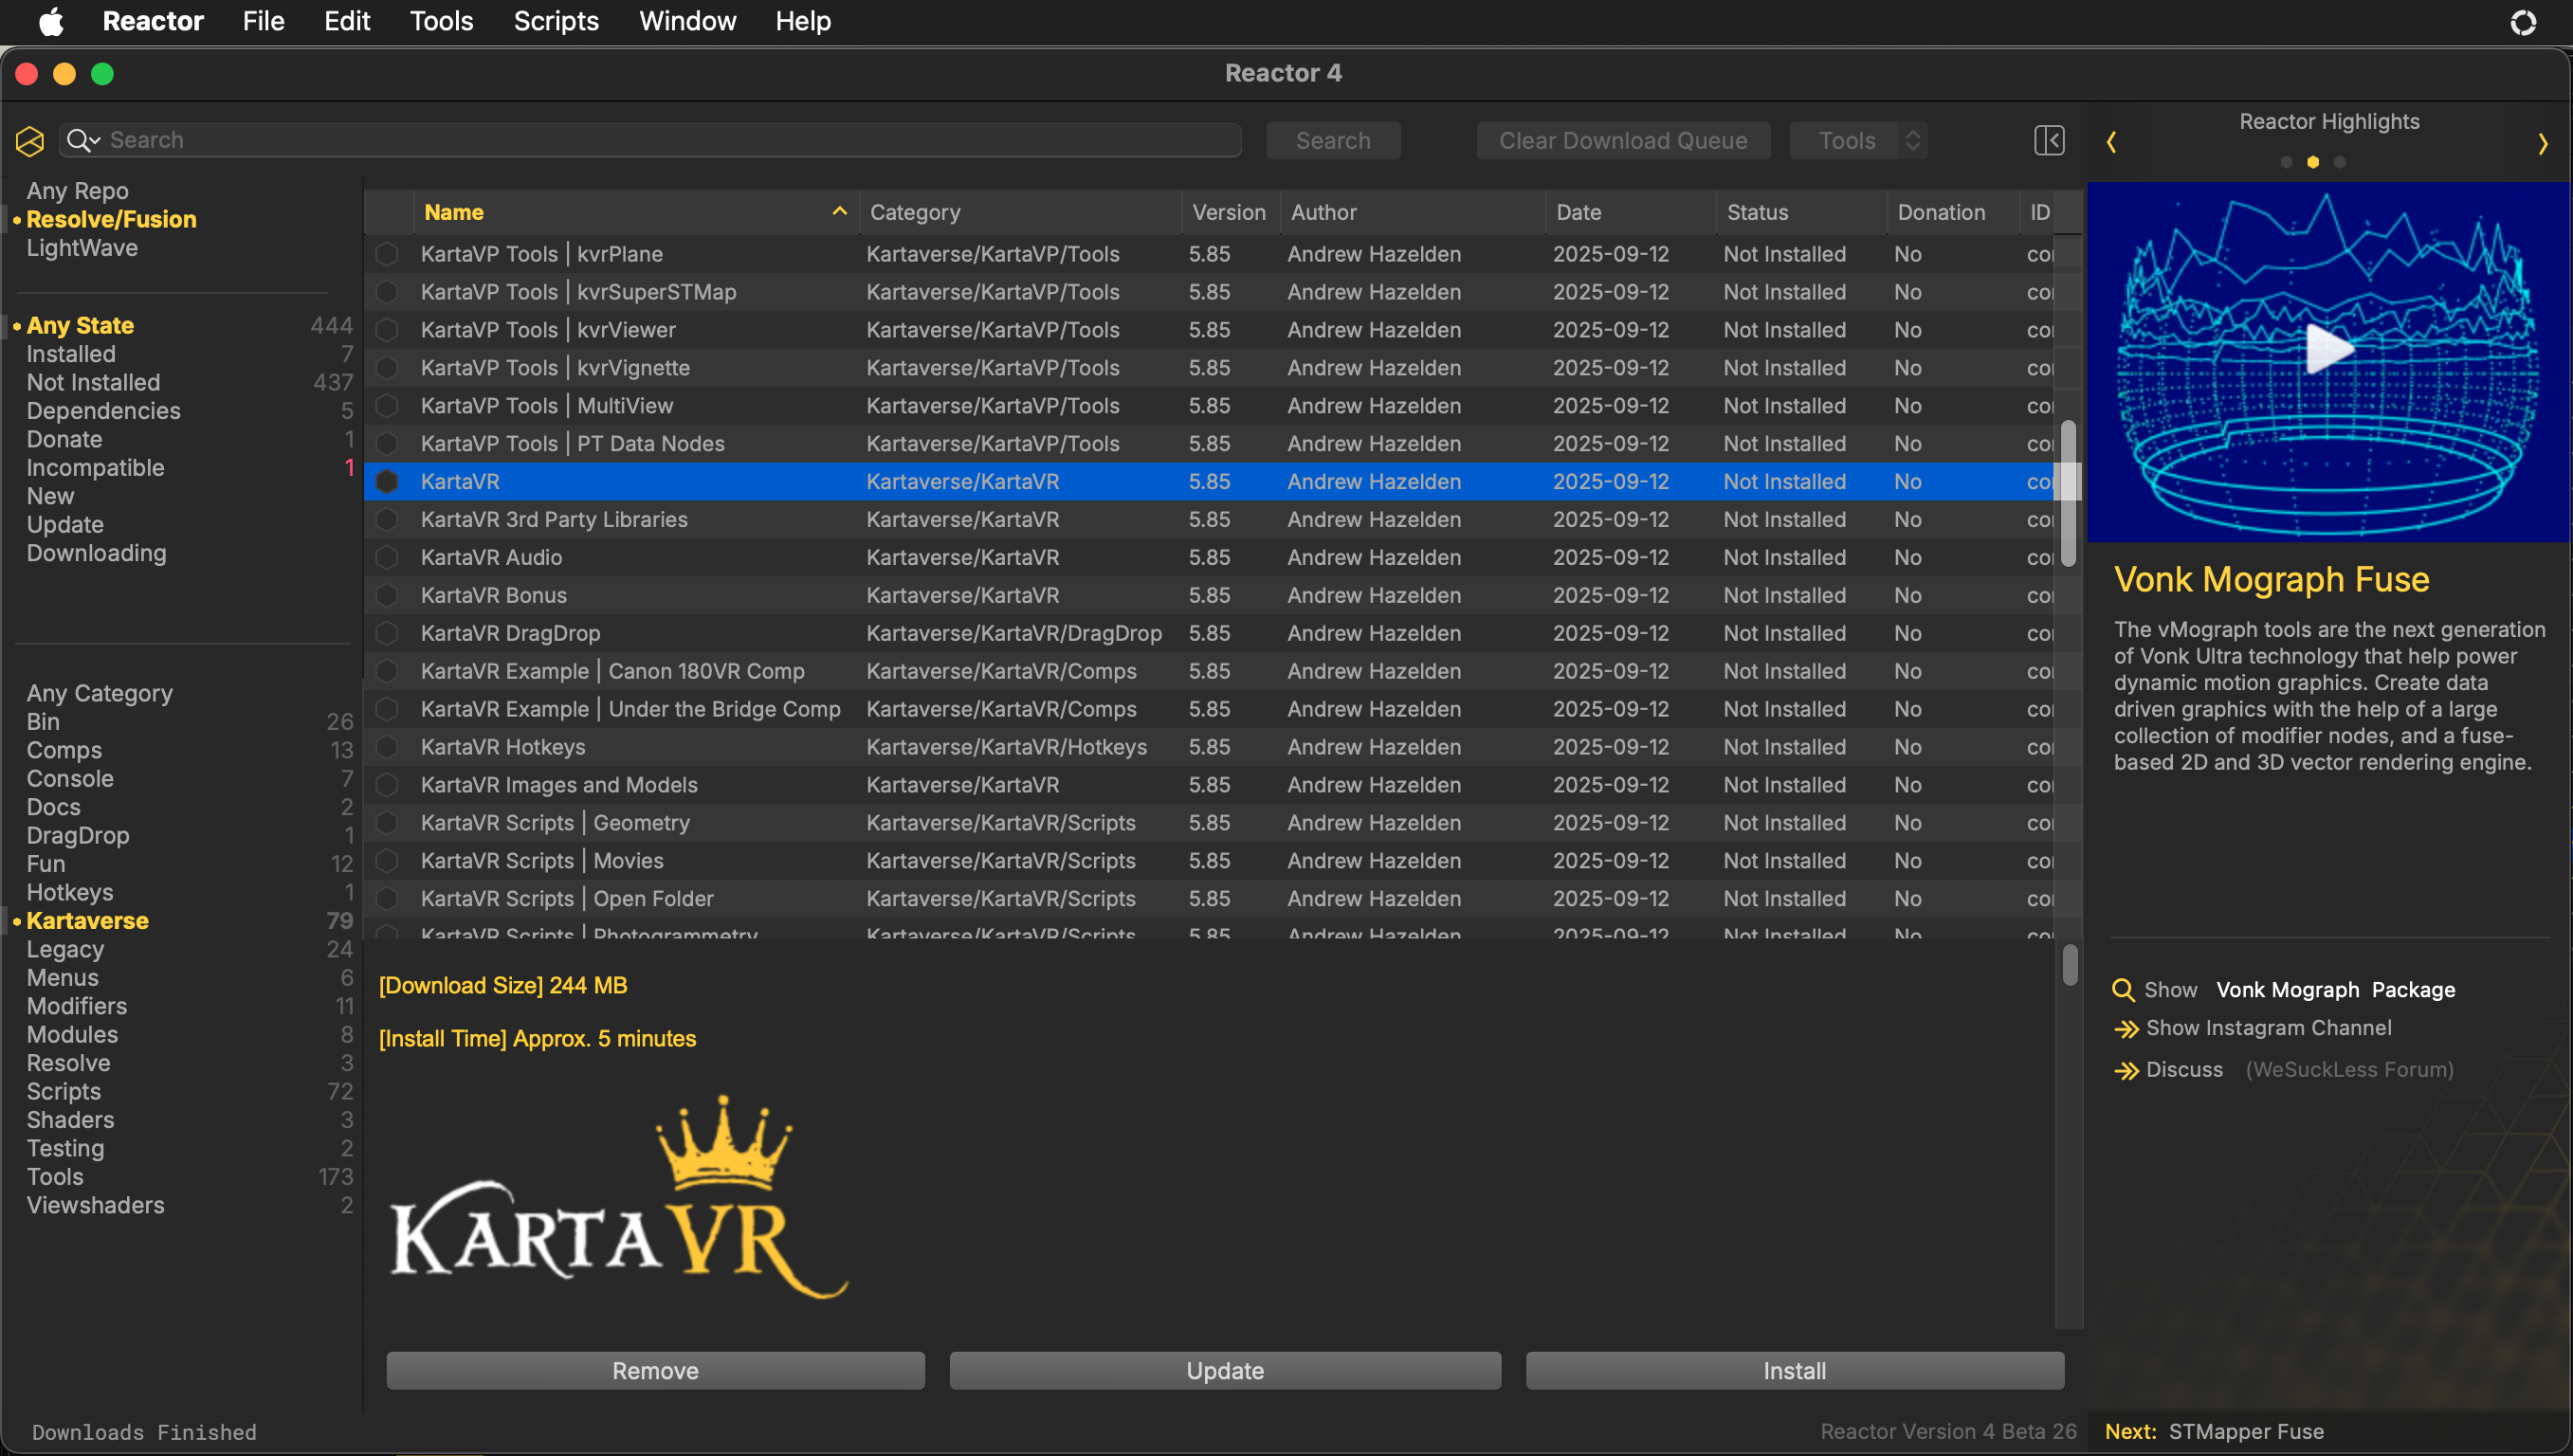 Reactor File Edit Tools Scripts Window Help
Reactor 4
Search Search Clear Download Queue Tools
Any Repo
Resolve/Fusion
LightWave
Any State 444
Installed 7
Not Installed 437
Dependencies 5
Donate 1
Incompatible 1
New
Update
Downloading
Any Category
Bin 26
Comps 13
Console 7
Docs 2
DragDrop 1
Fun 12
Hotkeys 1
Kartaverse 79
Legacy 24
Menus 6
Modifiers 11
Modules 8
Resolve 3
Scripts 72
Shaders 3
Testing 2
Tools 173
Viewshaders 2
Name Category Version Author Date Status Donation ID
KartaVP Tools | kvrPlane Kartaverse/KartaVP/Tools 5.85 Andrew Hazelden 2025-09-12 Not Installed No
KartaVP Tools | kvrSuperSTMap Kartaverse/KartaVP/Tools 5.85 Andrew Hazelden 2025-09-12 Not Installed No
KartaVP Tools | kvrViewer Kartaverse/KartaVP/Tools 5.85 Andrew Hazelden 2025-09-12 Not Installed No
KartaVP Tools | kvrVignette Kartaverse/KartaVP/Tools 5.85 Andrew Hazelden 2025-09-12 Not Installed No
KartaVP Tools | MultiView Kartaverse/KartaVP/Tools 5.85 Andrew Hazelden 2025-09-12 Not Installed No
KartaVP Tools | PT Data Nodes Kartaverse/KartaVP/Tools 5.85 Andrew Hazelden 2025-09-12 Not Installed No
KartaVR Kartaverse/KartaVR 5.85 Andrew Hazelden 2025-09-12 Not Installed No
KartaVR 3rd Party Libraries Kartaverse/KartaVR 5.85 Andrew Hazelden 2025-09-12 Not Installed No
KartaVR Audio Kartaverse/KartaVR 5.85 Andrew Hazelden 2025-09-12 Not Installed No
KartaVR Bonus Kartaverse/KartaVR 5.85 Andrew Hazelden 2025-09-12 Not Installed No
KartaVR DragDrop Kartaverse/KartaVR/DragDrop 5.85 Andrew Hazelden 2025-09-12 Not Installed No
KartaVR Example | Canon 180VR Comp Kartaverse/KartaVR/Comps 5.85 Andrew Hazelden 2025-09-12 Not Installed No
KartaVR Example | Under the Bridge Comp Kartaverse/KartaVR/Comps 5.85 Andrew Hazelden 2025-09-12 Not Installed No
KartaVR Hotkeys Kartaverse/KartaVR/Hotkeys 5.85 Andrew Hazelden 2025-09-12 Not Installed No
KartaVR Images and Models Kartaverse/KartaVR 5.85 Andrew Hazelden 2025-09-12 Not Installed No
KartaVR Scripts | Geometry Kartaverse/KartaVR/Scripts 5.85 Andrew Hazelden 2025-09-12 Not Installed No
KartaVR Scripts | Movies Kartaverse/KartaVR/Scripts 5.85 Andrew Hazelden 2025-09-12 Not Installed No
KartaVR Scripts | Open Folder Kartaverse/KartaVR/Scripts 5.85 Andrew Hazelden 2025-09-12 Not Installed No
KartaVR Scripts | Photogrammetry Kartaverse/KartaVR/Scripts 5.85 Andrew Hazelden 2025-09-12 Not Installed No
[Download Size] 244 MB
[Install Time] Approx. 5 minutes
KARTAVR
Remove Update Install
Downloads Finished
Reactor Version 4 Beta 26
Reactor Highlights
Vonk Mograph Fuse
The vMograph tools are the next generation
of Vonk Ultra technology that help power
dynamic motion graphics. Create data
driven graphics with the help of a large
collection of modifier nodes, and a fuse-
based 2D and 3D vector rendering engine.
Show Vonk Mograph Package
Show Instagram Channel
Discuss (WeSuckLess Forum)
Next: STMapper Fuse